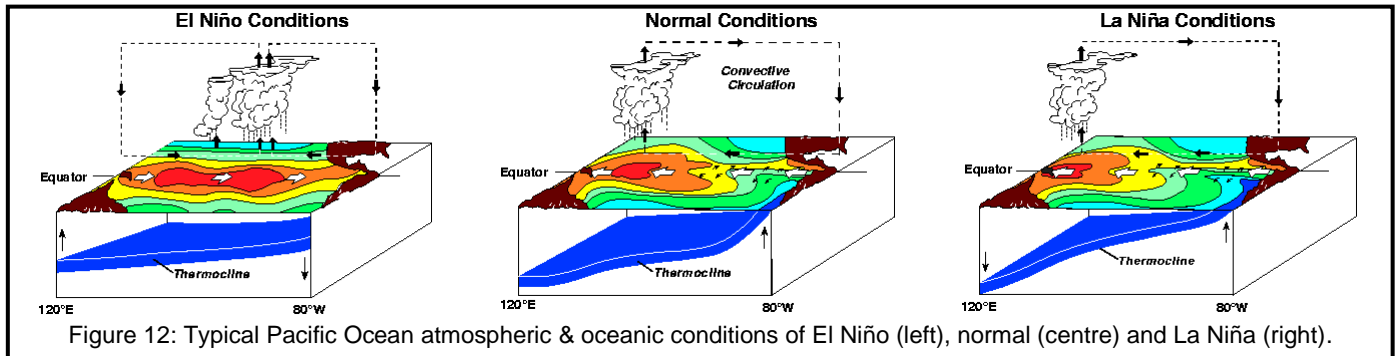 El Niño Conditions
Equator
Thermocline
120°E
80°W
Normal Conditions
Convective
Circulation
Equator
Thermocline
120°E
80°W
La Niña Conditions
Equator
Thermocline
120°E
80°W
Figure 12: Typical Pacific Ocean atmospheric & oceanic conditions of El Niño (left), normal (centre) and La Niña (right).